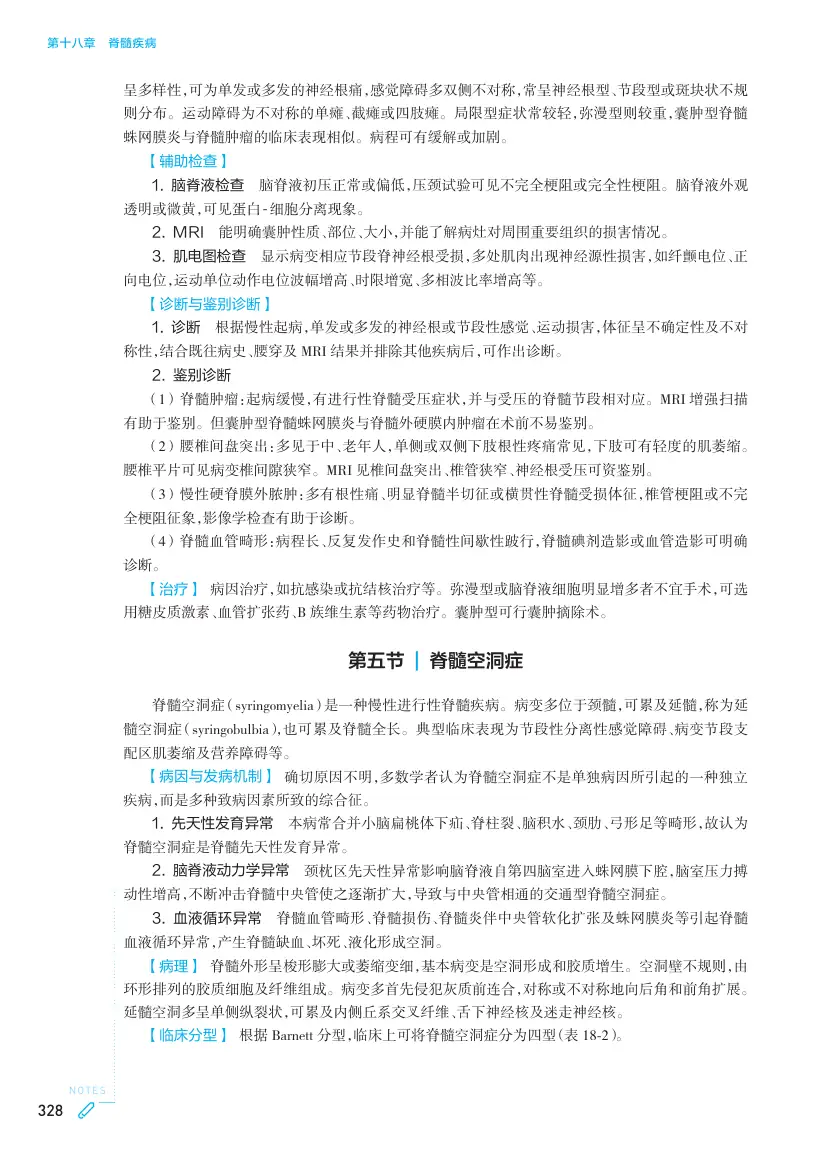 第十八章 脊髓疾病
呈多样性,可为单发或多发的神经根痛,感觉障碍多双侧不对称,常呈神经根型、节段型或斑块状不规
则分布。运动障碍为不对称的单瘫、截瘫或四肢瘫。局限型症状常较轻,弥漫型则较重,囊肿型脊髓
蛛网膜炎与脊髓肿瘤的临床表现相似。病程可有缓解或加剧。
【辅助检查】
1. 脑脊液检查 脑脊液初压正常或偏低,压颈试验可见不完全梗阻或完全性梗阻。脑脊液外观
透明或微黄,可见蛋白-细胞分离现象。
2. MRI 能明确囊肿性质、部位、大小,并能了解病灶对周围重要组织的损害情况。
3. 肌电图检查 显示病变相应节段脊神经根受损,多处肌肉出现神经源性损害,如纤颤电位、正
向电位,运动单位动作电位波幅增高、时限增宽、多相波比率增高等。
【诊断与鉴别诊断】
1. 诊断 根据慢性起病,单发或多发的神经根或节段性感觉、运动损害,体征呈不确定性及不对
称性,结合既往病史、腰穿及 MRI 结果并排除其他疾病后,可作出诊断。
2. 鉴别诊断
（1）脊髓肿瘤:起病缓慢,有进行性脊髓受压症状,并与受压的脊髓节段相对应。MRI 增强扫描
有助于鉴别。但囊肿型脊髓蛛网膜炎与脊髓外硬膜内肿瘤在术前不易鉴别。
（2）腰椎间盘突出:多见于中、老年人,单侧或双侧下肢根性疼痛常见,下肢可有轻度的肌萎缩。
腰椎平片可见病变椎间隙狭窄。MRI 见椎间盘突出、椎管狭窄、神经根受压可资鉴别。
（3）慢性硬脊膜外脓肿:多有根性痛、明显脊髓半切征或横贯性脊髓受损体征,椎管梗阻或不完
全梗阻征象,影像学检查有助于诊断。
（4）脊髓血管畸形:病程长、反复发作史和脊髓性间歇性跛行,脊髓碘剂造影或血管造影可明确
诊断。
【治疗】 病因治疗,如抗感染或抗结核治疗等。弥漫型或脑脊液细胞明显增多者不宜手术,可选
用糖皮质激素、血管扩张药、B 族维生素等药物治疗。囊肿型可行囊肿摘除术。
第五节 | 脊髓空洞症
脊髓空洞症（syringomyelia）是一种慢性进行性脊髓疾病。病变多位于颈髓,可累及延髓,称为延
髓空洞症（syringobulbia）,也可累及脊髓全长。典型临床表现为节段性分离性感觉障碍、病变节段支
配区肌萎缩及营养障碍等。
【病因与发病机制】 确切原因不明,多数学者认为脊髓空洞症不是单独病因所引起的一种独立
疾病,而是多种致病因素所致的综合征。
1. 先天性发育异常 本病常合并小脑扁桃体下疝、脊柱裂、脑积水、颈肋、弓形足等畸形,故认为
脊髓空洞症是脊髓先天性发育异常。
2. 脑脊液动力学异常 颈枕区先天性异常影响脑脊液自第四脑室进入蛛网膜下腔,脑室压力搏
动性增高,不断冲击脊髓中央管使之逐渐扩大,导致与中央管相通的交通型脊髓空洞症。
3. 血液循环异常 脊髓血管畸形、脊髓损伤、脊髓炎伴中央管软化扩张及蛛网膜炎等引起脊髓
血液循环异常,产生脊髓缺血、坏死、液化形成空洞。
【病理】 脊髓外形呈梭形膨大或萎缩变细,基本病变是空洞形成和胶质增生。空洞壁不规则,由
环形排列的胶质细胞及纤维组成。病变多首先侵犯灰质前连合,对称或不对称地向后角和前角扩展。
延髓空洞多呈单侧纵裂状,可累及内侧丘系交叉纤维、舌下神经核及迷走神经核。
【临床分型】 根据 Barnett 分型,临床上可将脊髓空洞症分为四型（表 18-2）。
NOTES
328